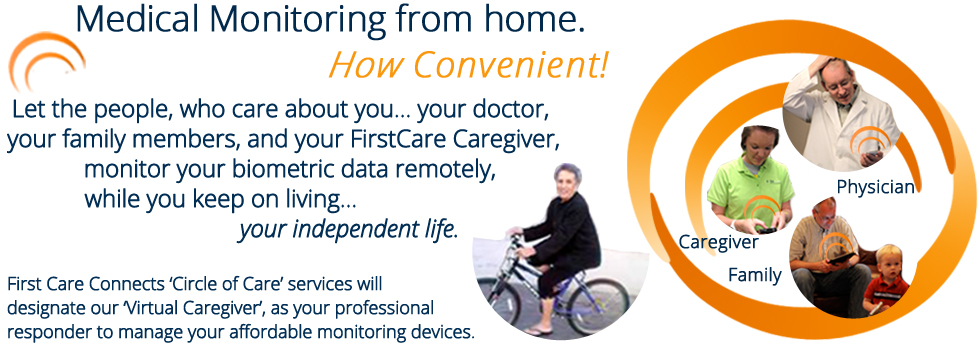 Medical Monitoring from home.
How Convenient!
Let the people, who care about you... your doctor,
your family members, and your FirstCare Caregiver,
monitor your biometric data remotely,
while you keep on living...
your independent life.
First Care Connects ‘Circle of Care’ services will
designate our ‘Virtual Caregiver’, as your professional
responder to manage your affordable monitoring devices.
Physician
Caregiver
Family